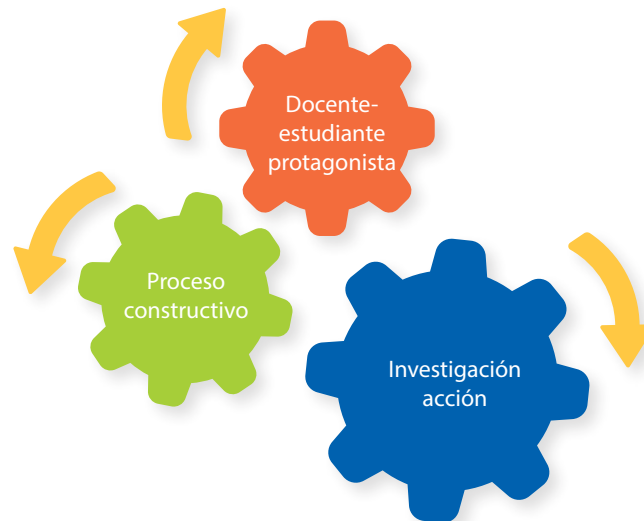 Docente-
estudiante
protagonista
Proceso
constructivo
Investigación
acción